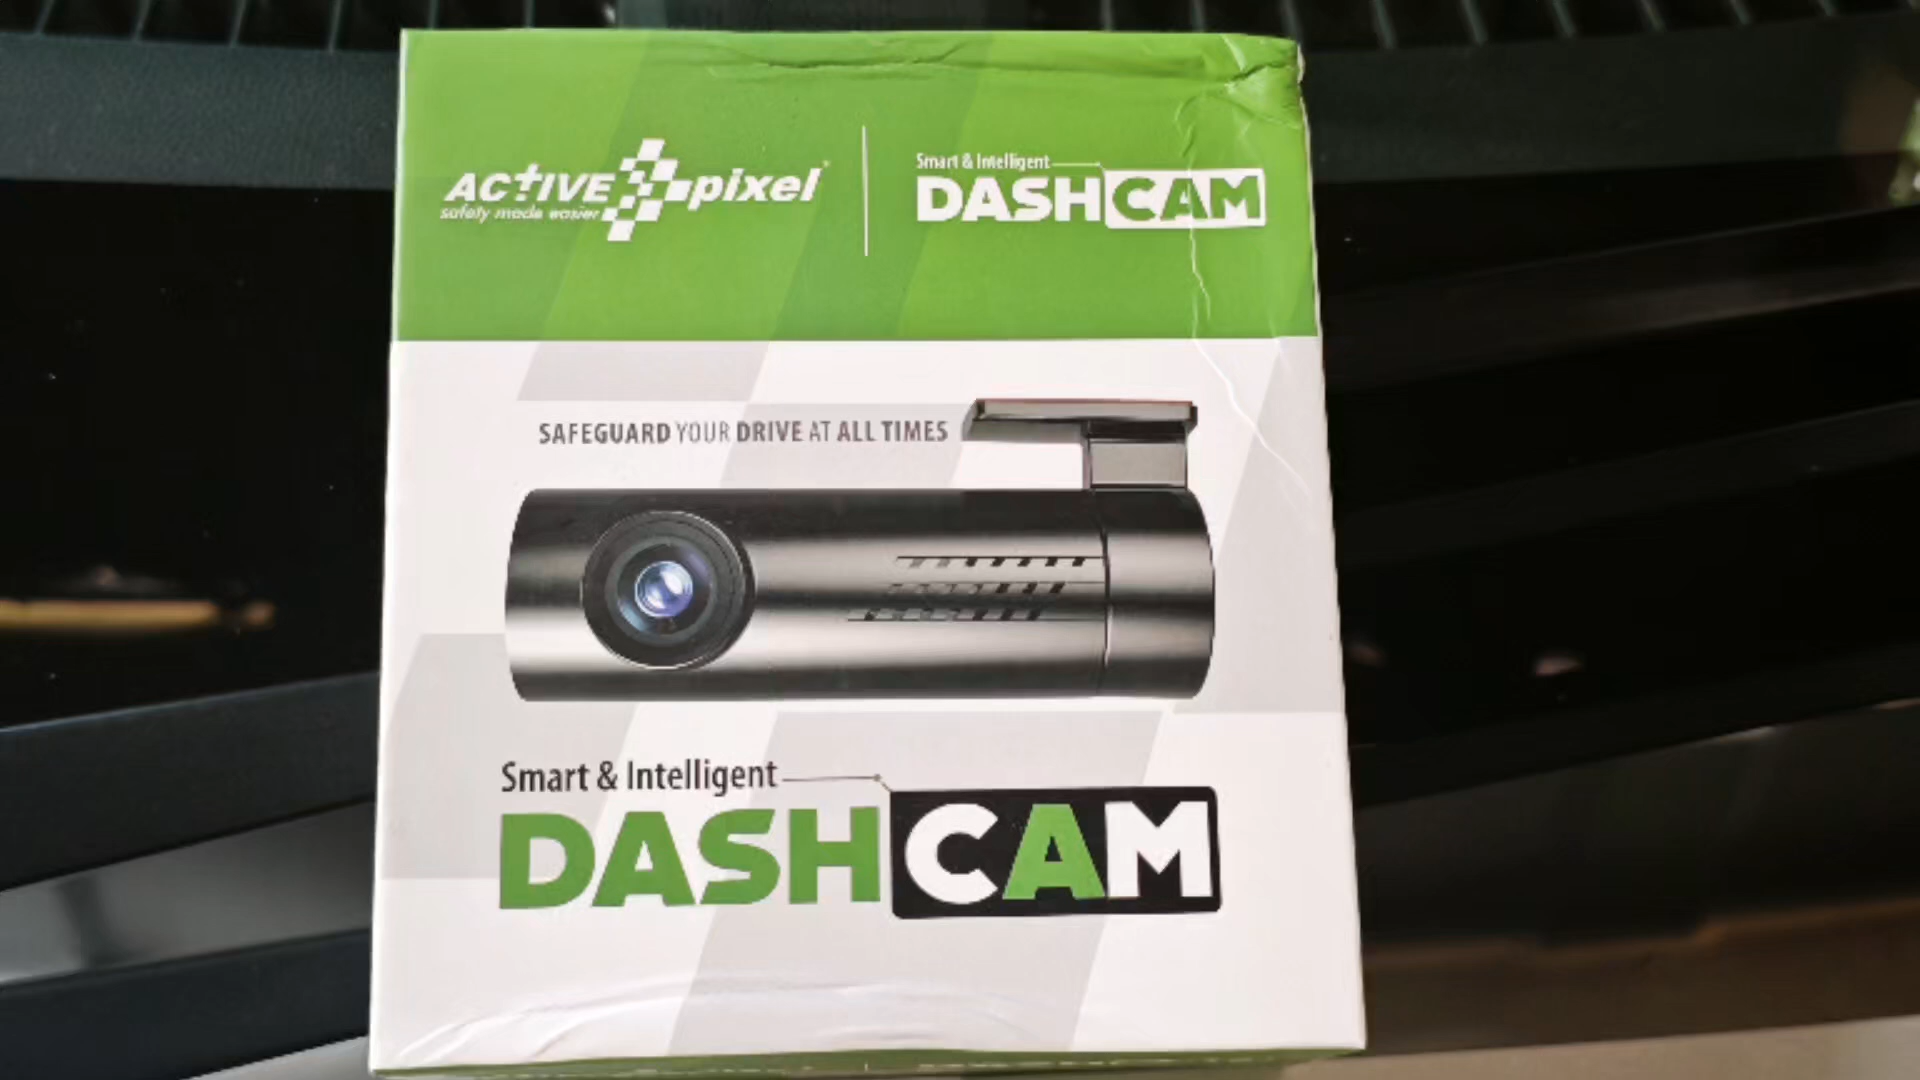 ACTIVE pixel
safety made easier
Smart & Intelligent
DASHCAM
SAFEGUARD YOUR DRIVE AT ALL TIMES
Smart & Intelligent
DASHCAM